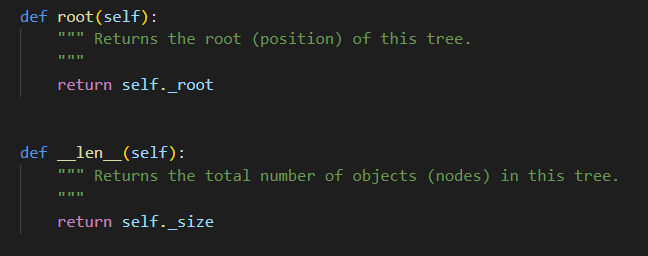 def root(self):
""" Returns the root (position) of this tree.
"""
return self._root
def __len__(self):
""" Returns the total number of objects (nodes) in this tree.
"""
return self._size